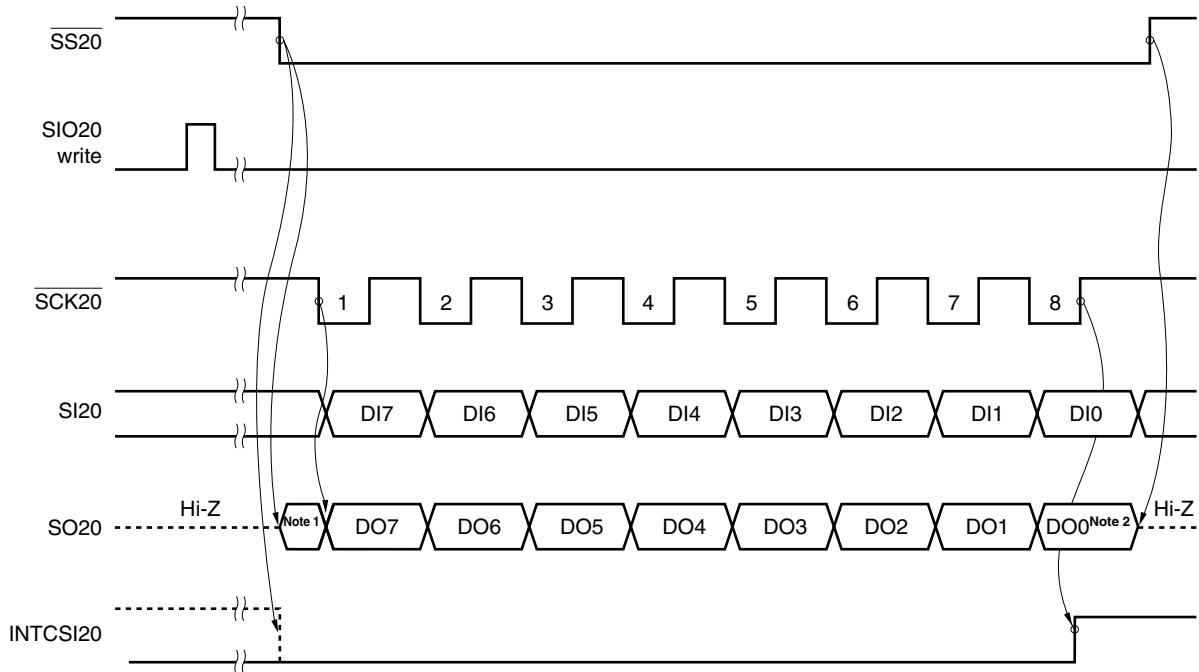 SS20
SIO20
write
SCK20
1 2 3 4 5 6 7 8
SI20
DI7 DI6 DI5 DI4 DI3 DI2 DI1 DI0
Hi-Z
SO20
Note 1 DO7 DO6 DO5 DO4 DO3 DO2 DO1 DO0 Note 2
Hi-Z
INTCSI20